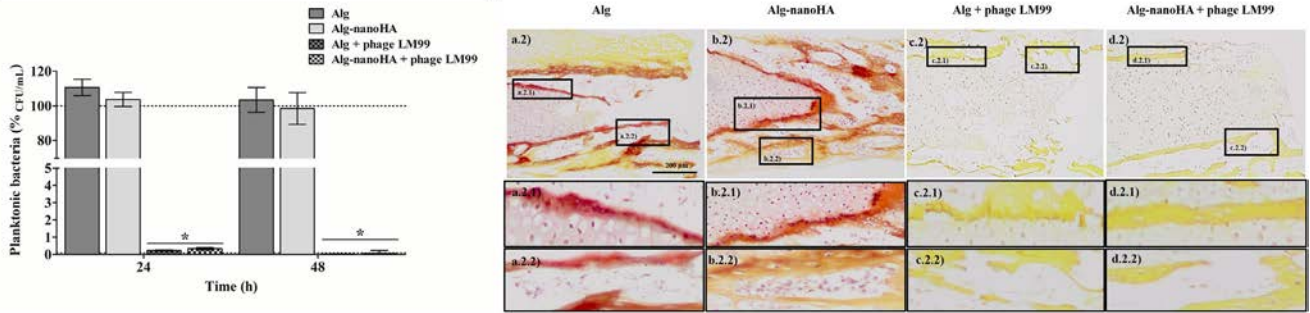 Alg
Alg-nanoHA
Alg + phage LM99
Alg-nanoHA + phage LM99
Planktonic bacteria (% CFU/mL)
120
100
80
60
5
4
3
2
1
0
*
*
24
48
Time (h)
Alg
Alg-nanoHA
Alg + phage LM99
Alg-nanoHA + phage LM99
a.2)
b.2)
c.2)
d.2)
a.2.1)
a.2.2)
200 µm
b.2.1)
b.2.2)
c.2.1)
c.2.2)
d.2.1)
c.2.2)
a.2.1)
b.2.1)
c.2.1)
d.2.1)
a.2.2)
b.2.2)
c.2.2)
d.2.2)